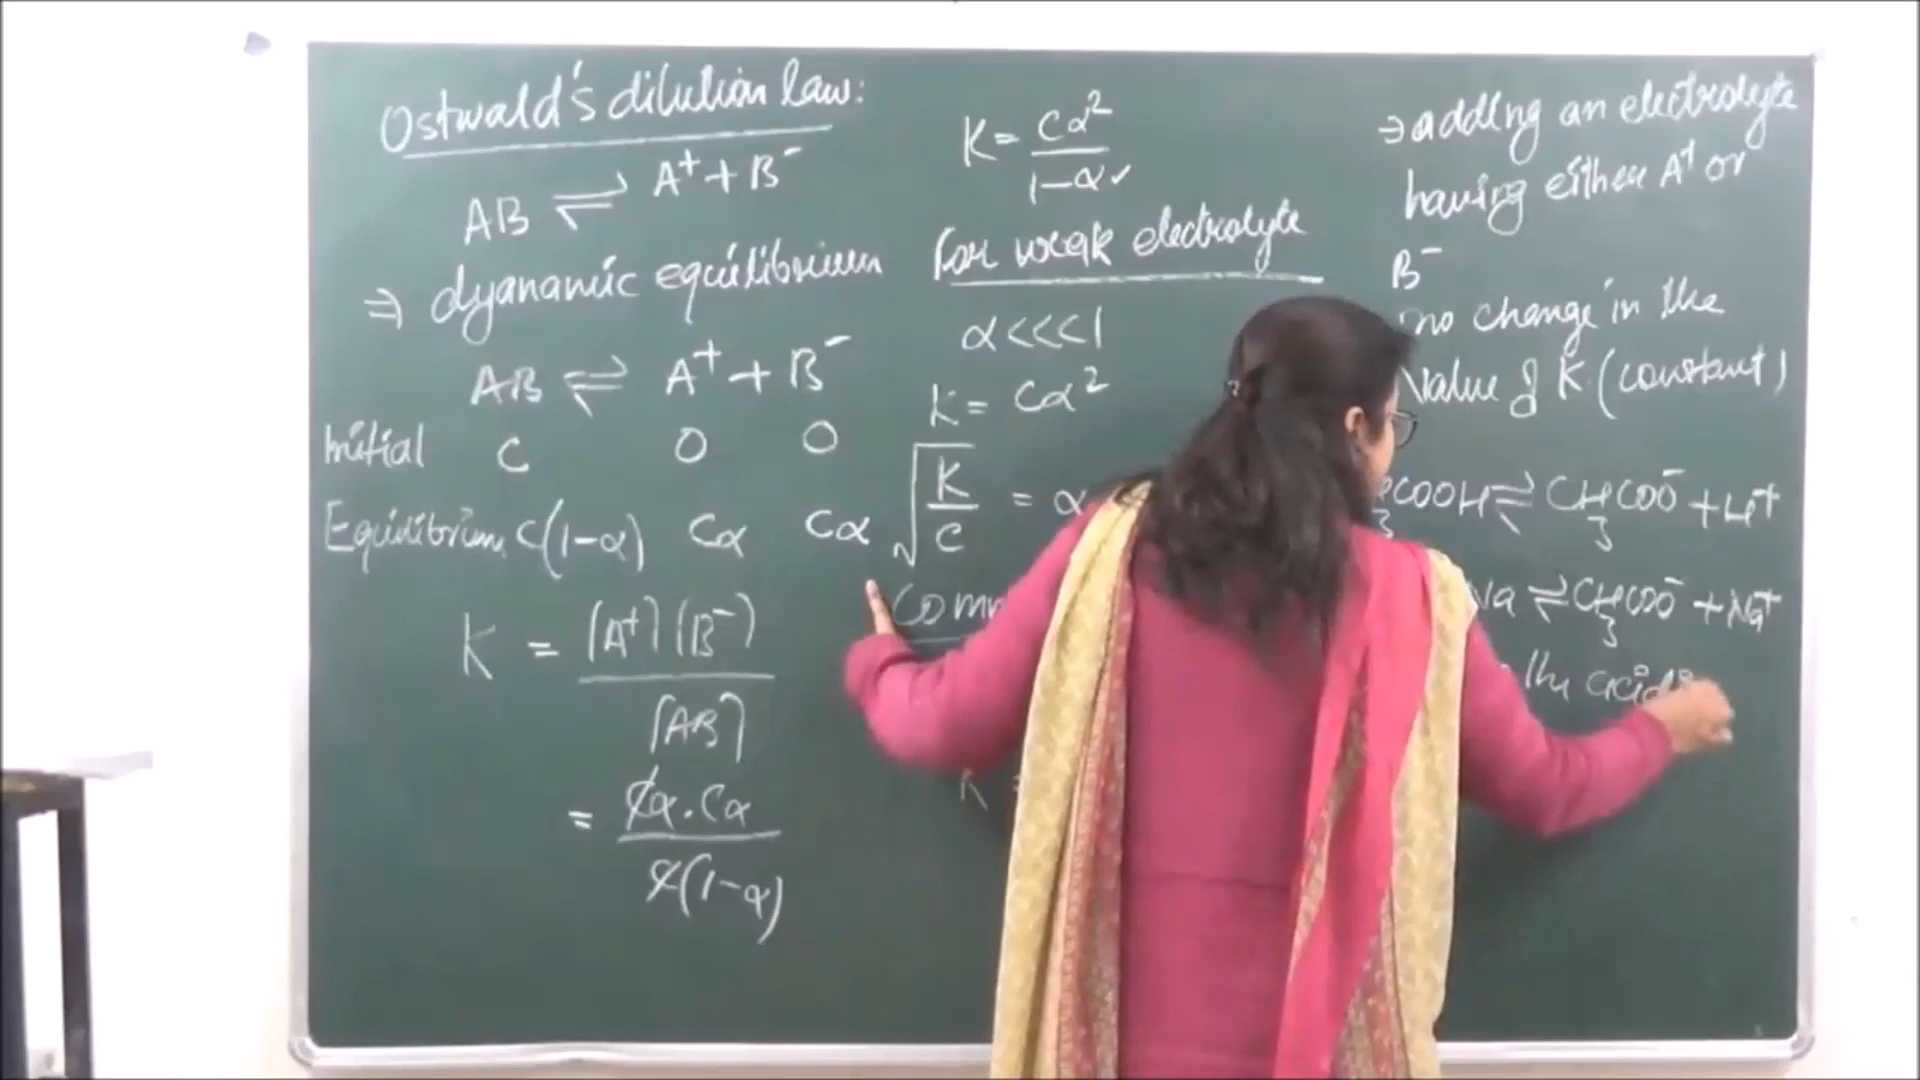 Ostwald's dilution law:
AB ⇌ A⁺ + B⁻
⇒ dyanamic equilibrium
AB ⇌ A⁺ + B⁻
Initial C 0 0
Equilibrium C(1-α) Cα Cα
K = [A⁺][B⁻]
[AB]
= Cα.Cα
C(1-α)
K = Cα²
1-α ✓
For weak electrolyte
α<<<1
K = Cα²
√K/C = α
K
⇒ adding an electrolyte
having either A⁺ or
B⁻
no change in the
value of K (constant)
COOH ⇌ CH₃COO⁻ + H⁺
Na ⇌ CH₃COO⁻ + Na⁺
the